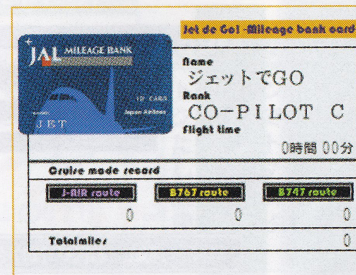 Jet de Go! -Mileage bank card
JAL MILEAGE BANK
ID CARD
Japan Airlines
JET
Name
ジェットでGO
Rank
CO-PILOT C
Flight time
0時間 00分
Cruise mode record
J-AIR route B767 route B747 route
0 0 0
Total miles 0